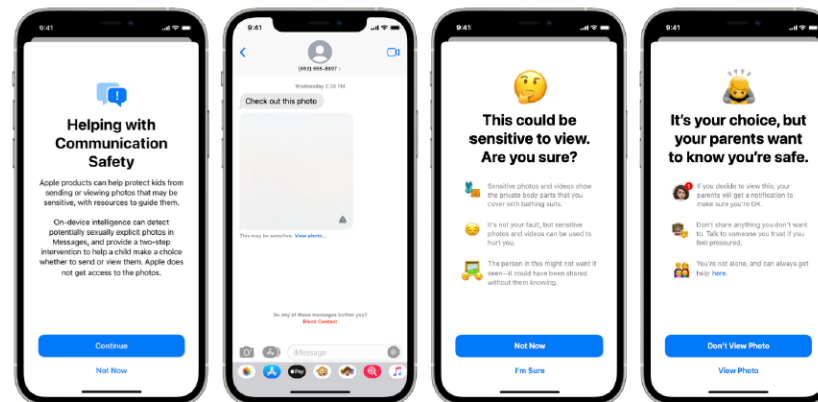 9:41
Helping with
Communication
Safety
Apple products can help protect kids from
sending or viewing photos that may be
sensitive, with resources to guide them.
On-device intelligence can detect
potentially sexually explicit photos in
Messages, and provide a two-step
intervention to help a child make a choice
whether to send or view them. Apple does
not get access to the photos.
Continue
Not Now
9:41
Wednesday
Check out this photo
This may be sensitive. View photo...
Do any of these messages bother you?
Block Contact
iMessage
Pay
9:41
This could be
sensitive to view.
Are you sure?
Sensitive photos and videos show
the private body parts that you
cover with bathing suits.
It's not your fault, but sensitive
photos and videos can be used to
hurt you.
The person in this might not want it
seen—it could have been shared
without them knowing.
Not Now
I'm Sure
9:41
It's your choice, but
your parents want
to know you're safe.
If you decide to view this, your
parents will get a notification to
make sure you're OK.
Don't share anything you don't want
to. Talk to someone you trust if you
feel pressured.
You're not alone, and can always get
help here.
Don't View Photo
View Photo